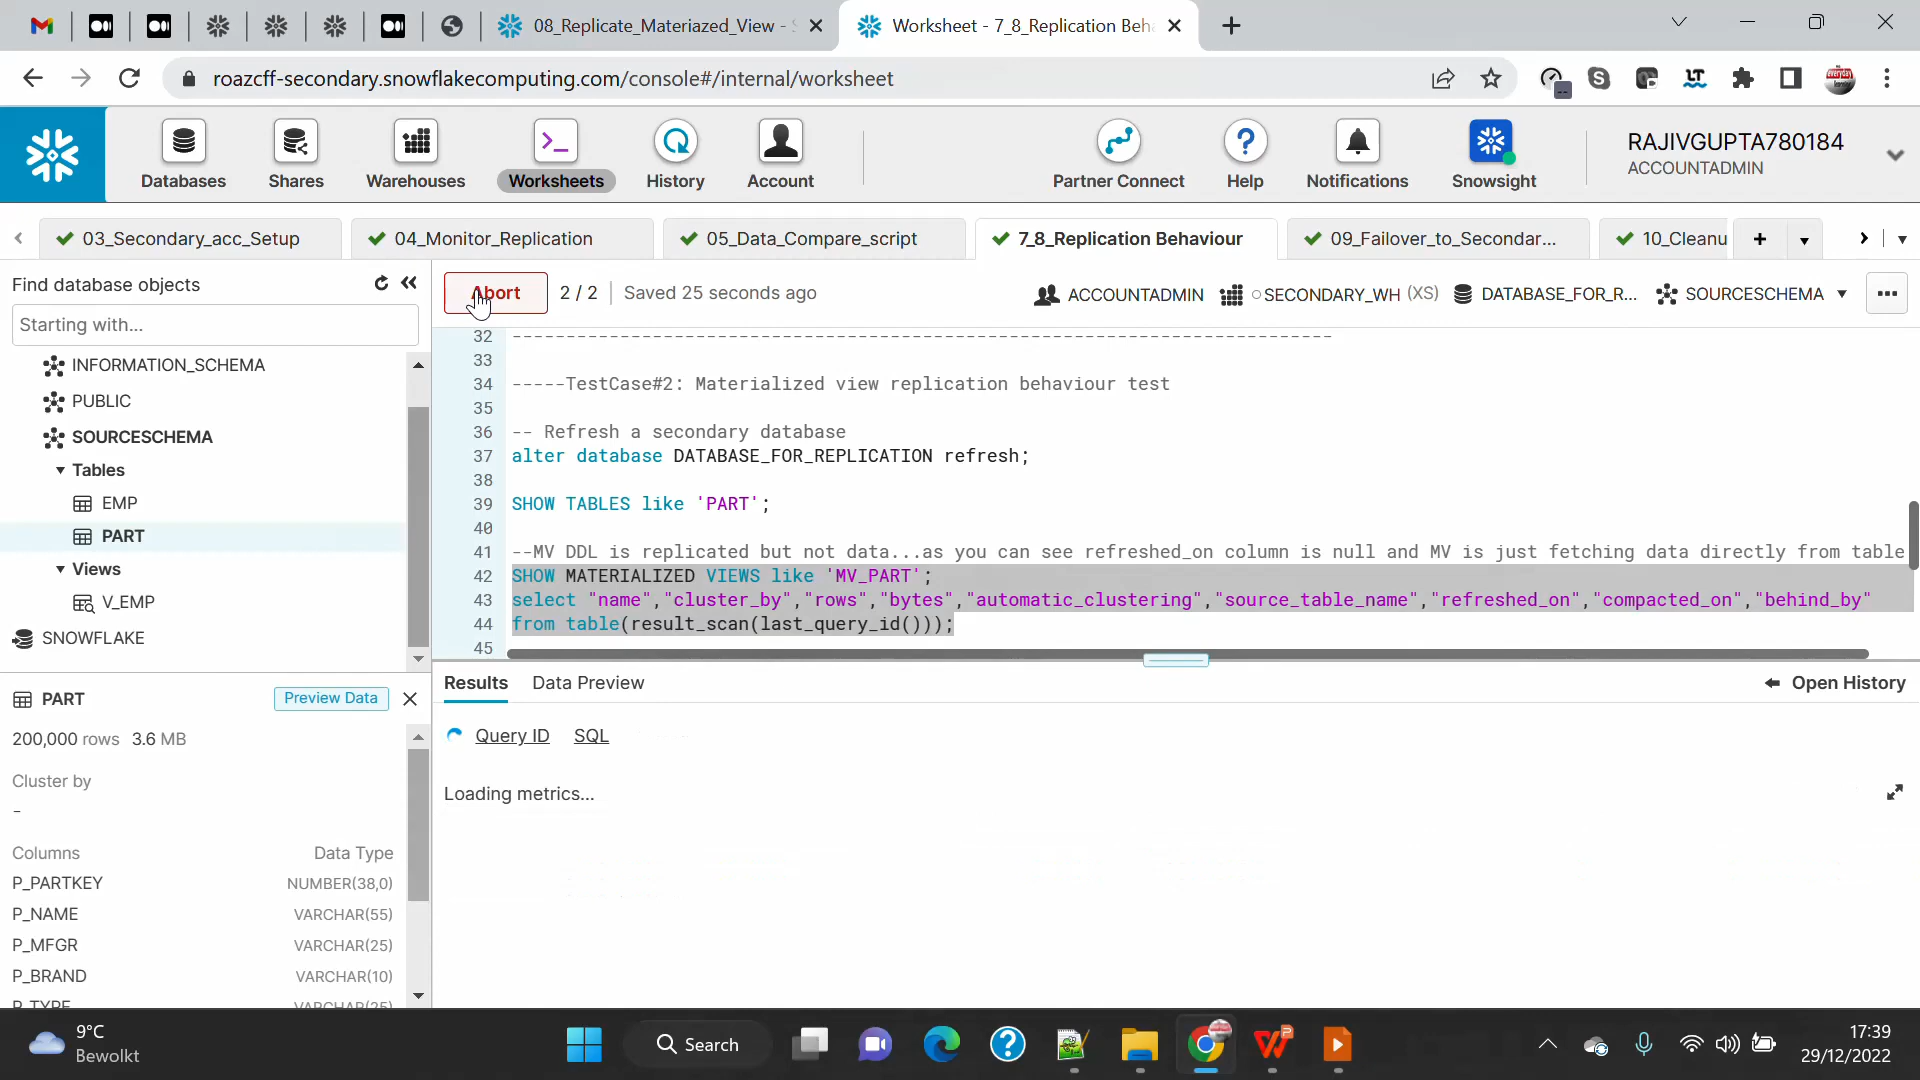 08_Replicate_Materiazed_View - S
Worksheet - 7_8_Replication Beha
roazcff-secondary.snowflakecomputing.com/console#/internal/worksheet
Databases
Shares
Warehouses
Worksheets
History
Account
Partner Connect
Help
Notifications
Snowsight
RAJIVGUPTA780184
ACCOUNTADMIN
03_Secondary_acc_Setup
04_Monitor_Replication
05_Data_Compare_script
7_8_Replication Behaviour
09_Failover_to_Secondar...
10_Cleanu
Find database objects
Starting with...
INFORMATION_SCHEMA
PUBLIC
SOURCESCHEMA
Tables
EMP
PART
Views
V_EMP
SNOWFLAKE
Abort
2 / 2
Saved 25 seconds ago
ACCOUNTADMIN
SECONDARY_WH (XS)
DATABASE_FOR_R...
SOURCESCHEMA
32 ----------------------------------------------------------------------------
33
34 -----TestCase#2: Materialized view replication behaviour test
35
36 -- Refresh a secondary database
37 alter database DATABASE_FOR_REPLICATION refresh;
38
39 SHOW TABLES like 'PART';
40
41 --MV DDL is replicated but not data...as you can see refreshed_on column is null and MV is just fetching data directly from table
42 SHOW MATERIALIZED VIEWS like 'MV_PART';
43 select "name","cluster_by","rows","bytes","automatic_clustering","source_table_name","refreshed_on","compacted_on","behind_by"
44 from table(result_scan(last_query_id()));
45
PART
Preview Data
200,000 rows 3.6 MB
Cluster by
-
Columns Data Type
P_PARTKEY NUMBER(38,0)
P_NAME VARCHAR(55)
P_MFGR VARCHAR(25)
P_BRAND VARCHAR(10)
P_TYPE VARCHAR(25)
Results
Data Preview
Open History
Query ID
SQL
Loading metrics...
9°C
Bewolkt
Search
17:39
29/12/2022